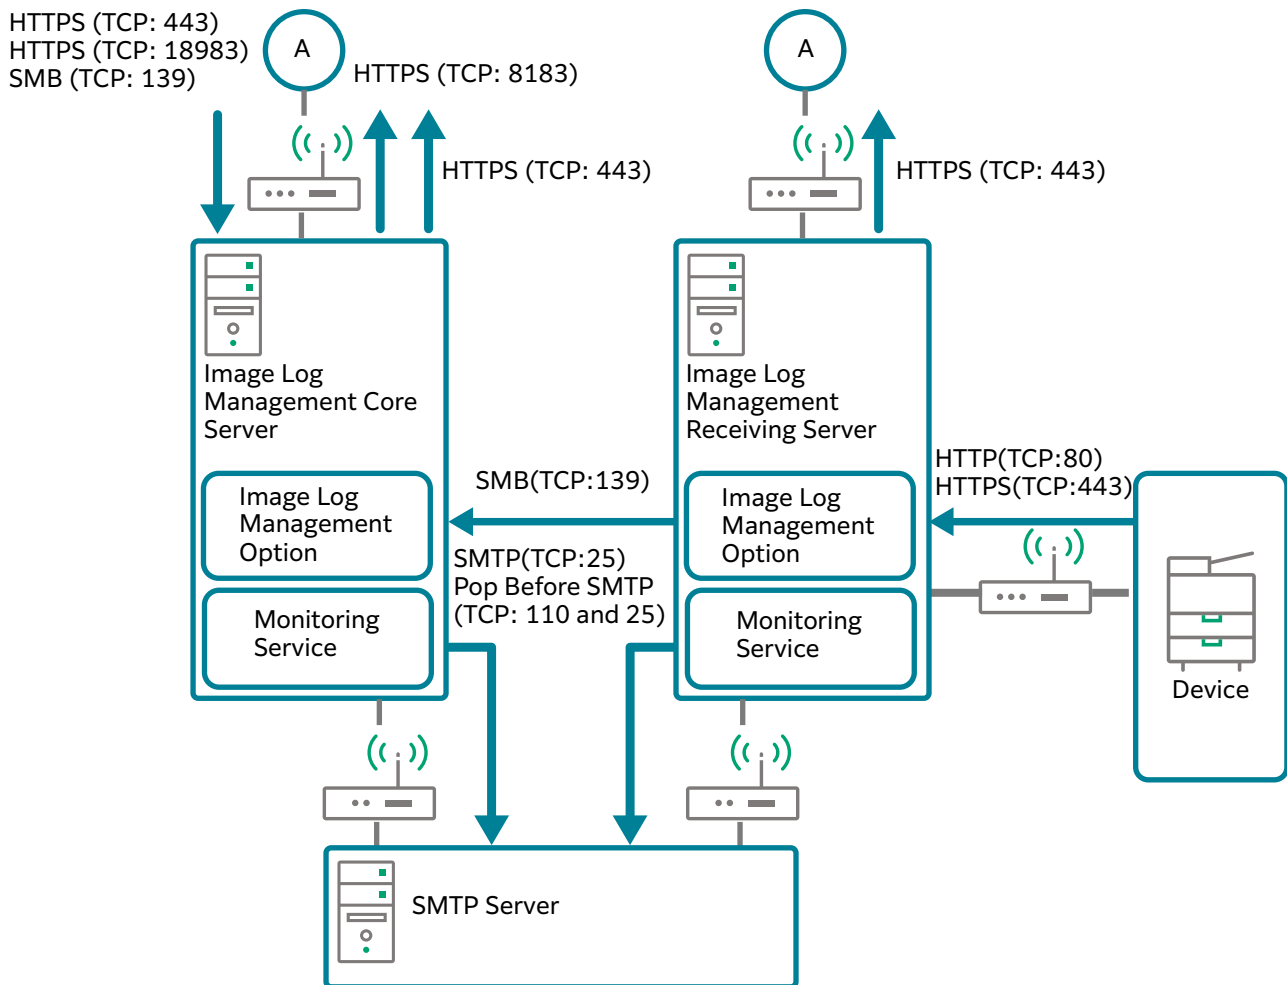 HTTPS (TCP: 443)
HTTPS (TCP: 18983)
SMB (TCP: 139)
A
HTTPS (TCP: 8183)
HTTPS (TCP: 443)
A
HTTPS (TCP: 443)
Image Log
Management Core
Server
Image Log
Management
Option
Monitoring
Service
SMB(TCP:139)
SMTP(TCP:25)
Pop Before SMTP
(TCP: 110 and 25)
Image Log
Management
Receiving Server
Image Log
Management
Option
Monitoring
Service
HTTP(TCP:80)
HTTPS(TCP:443)
Device
SMTP Server